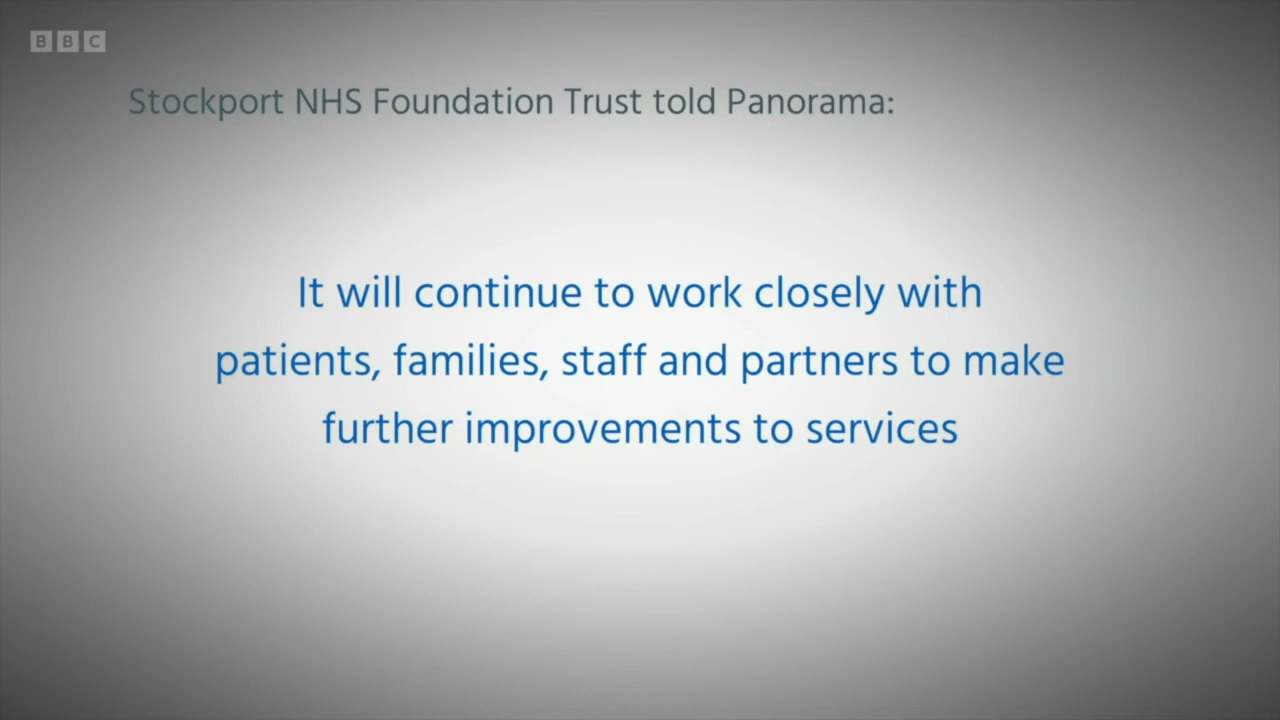 BBC
Stockport NHS Foundation Trust told Panorama:
It will continue to work closely with
patients, families, staff and partners to make
further improvements to services